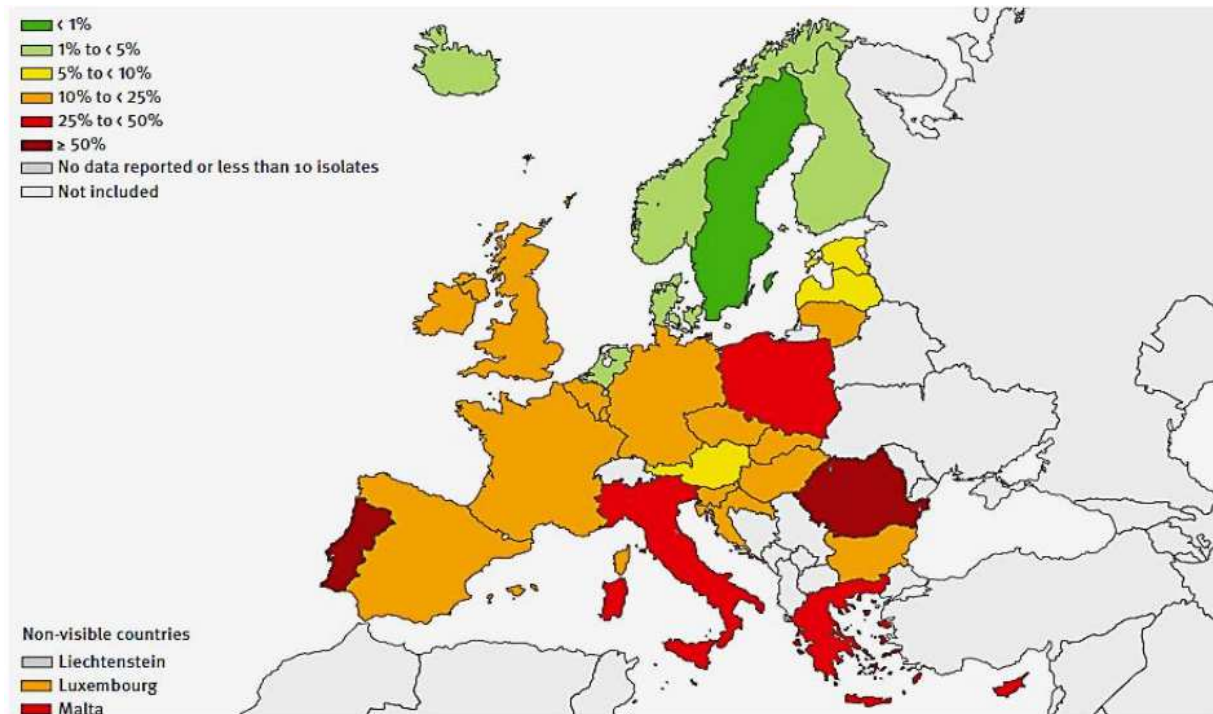 < 1%
1% to < 5%
5% to < 10%
10% to < 25%
25% to < 50%
≥ 50%
No data reported or less than 10 isolates
Not included
Non-visible countries
Liechtenstein
Luxembourg
Malta